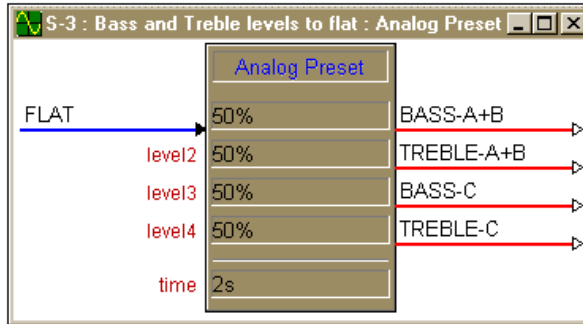 S-3 : Bass and Treble levels to flat : Analog Preset
Analog Preset
FLAT 50% BASS-A+B
level2 50% TREBLE-A+B
level3 50% BASS-C
level4 50% TREBLE-C
time 2s